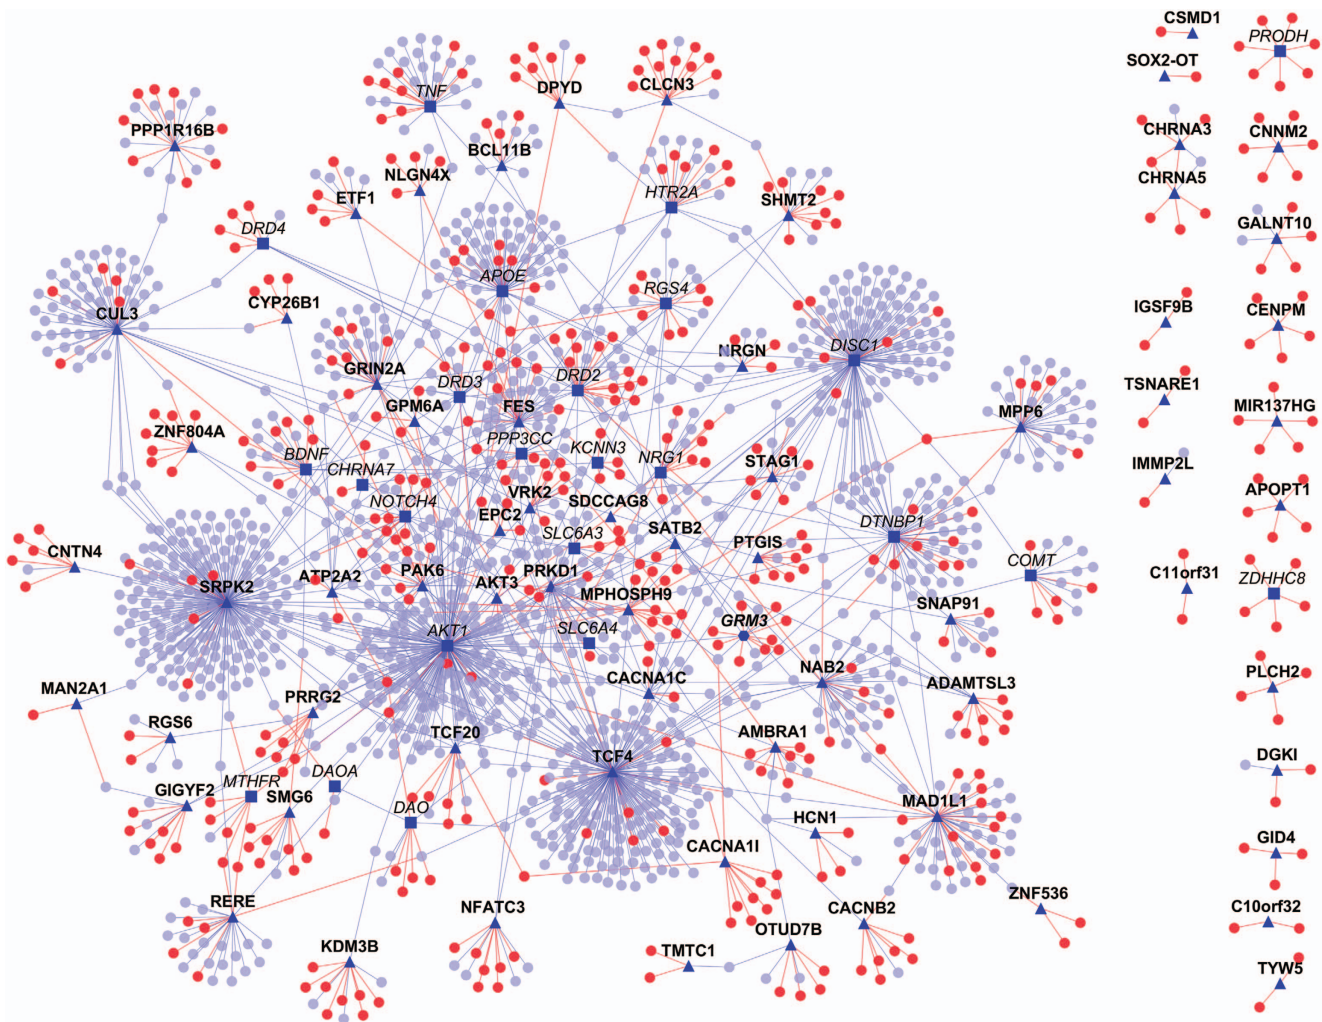 CSMD1
PRODH
SOX2-OT
TNF
DPYD
CLCN3
PPP1R16B
CHRNA3
CNNM2
BCL11B
NLGN4X
CHRNA5
ETF1
HTR2A
SHMT2
DRD4
GALNT10
APOE
RGS4
CYP26B1
CUL3
IGSF9B
CENPM
NRGN
DISC1
GRIN2A
DRD3
DRD2
TSNARE1
GPM6A
FES
MPP6
MIR137HG
ZNF804A
PPP3CC
BDNF
KCNN3
NRG1
STAG1
IMMP2L
CHRNA7
APOPT1
VRK2
NOTCH4
SDCCAG8
EPC2
DTNBP1
SATB2
SLC6A3
PTGIS
CNTN4
COMT
SRPK2
ATP2A2
PAK6
PRKD1
C11orf31
AKT3
MPHOSPH9
ZDHHC8
SNAP91
GRM3
AKT1
SLC6A4
NAB2
PLCH2
CACNA1C
ADAMTSL3
MAN2A1
PRRG2
RGS6
TCF20
AMBRA1
TCF4
DGKI
DAOA
MTHFR
GIGYF2
SMG6
MAD1L1
DAO
HCN1
GID4
CACNA1I
ZNF536
RERE
NFATC3
CACNB2
C10orf32
OTUD7B
KDM3B
TMTC1
TYW5